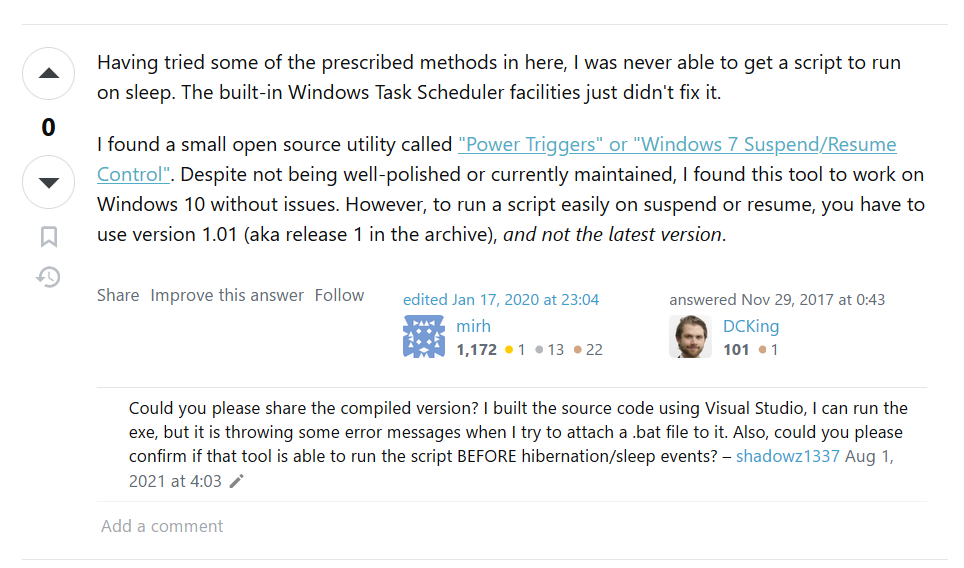 Having tried some of the prescribed methods in here, I was never able to get a script to run
on sleep. The built-in Windows Task Scheduler facilities just didn't fix it.
0
I found a small open source utility called "Power Triggers" or "Windows 7 Suspend/Resume
Control". Despite not being well-polished or currently maintained, I found this tool to work on
Windows 10 without issues. However, to run a script easily on suspend or resume, you have to
use version 1.01 (aka release 1 in the archive), and not the latest version.
Share Improve this answer Follow
edited Jan 17, 2020 at 23:04
mirh
1,172 1 13 22
answered Nov 29, 2017 at 0:43
DCKing
101 1
Could you please share the compiled version? I built the source code using Visual Studio, I can run the
exe, but it is throwing some error messages when I try to attach a .bat file to it. Also, could you please
confirm if that tool is able to run the script BEFORE hibernation/sleep events? – shadowz1337 Aug 1,
2021 at 4:03
Add a comment